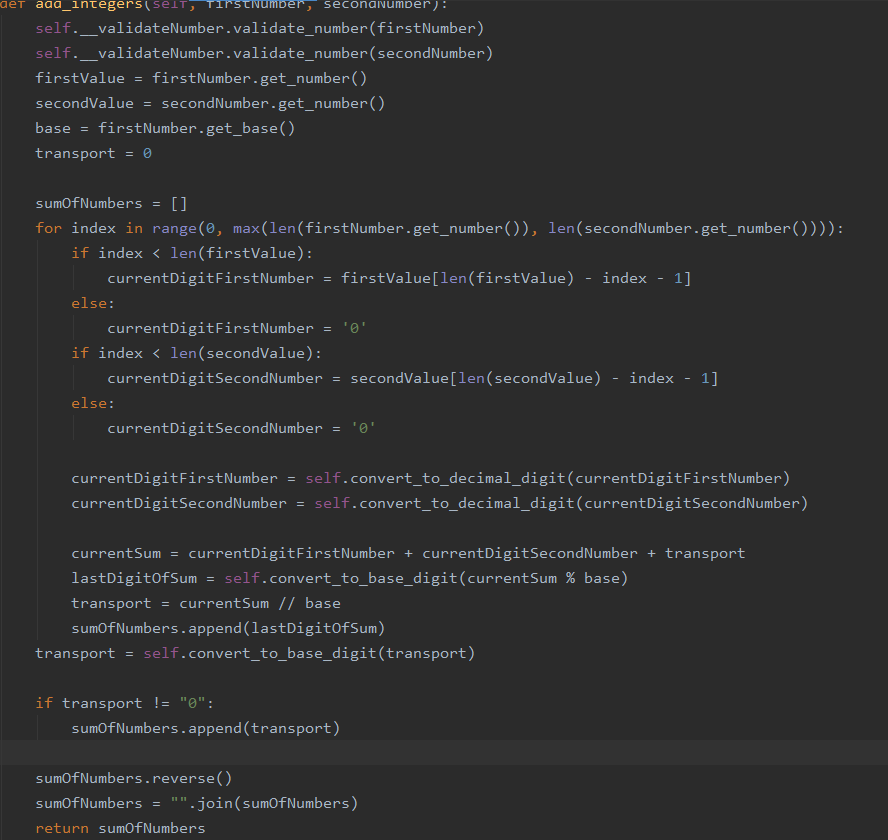 def add_integers(self, firstNumber, secondNumber):
self.__validateNumber.validate_number(firstNumber)
self.__validateNumber.validate_number(secondNumber)
firstValue = firstNumber.get_number()
secondValue = secondNumber.get_number()
base = firstNumber.get_base()
transport = 0
sumOfNumbers = []
for index in range(0, max(len(firstNumber.get_number()), len(secondNumber.get_number()))):
if index < len(firstValue):
currentDigitFirstNumber = firstValue[len(firstValue) - index - 1]
else:
currentDigitFirstNumber = '0'
if index < len(secondValue):
currentDigitSecondNumber = secondValue[len(secondValue) - index - 1]
else:
currentDigitSecondNumber = '0'
currentDigitFirstNumber = self.convert_to_decimal_digit(currentDigitFirstNumber)
currentDigitSecondNumber = self.convert_to_decimal_digit(currentDigitSecondNumber)
currentSum = currentDigitFirstNumber + currentDigitSecondNumber + transport
lastDigitOfSum = self.convert_to_base_digit(currentSum % base)
transport = currentSum // base
sumOfNumbers.append(lastDigitOfSum)
transport = self.convert_to_base_digit(transport)
if transport != "0":
sumOfNumbers.append(transport)
sumOfNumbers.reverse()
sumOfNumbers = "".join(sumOfNumbers)
return sumOfNumbers